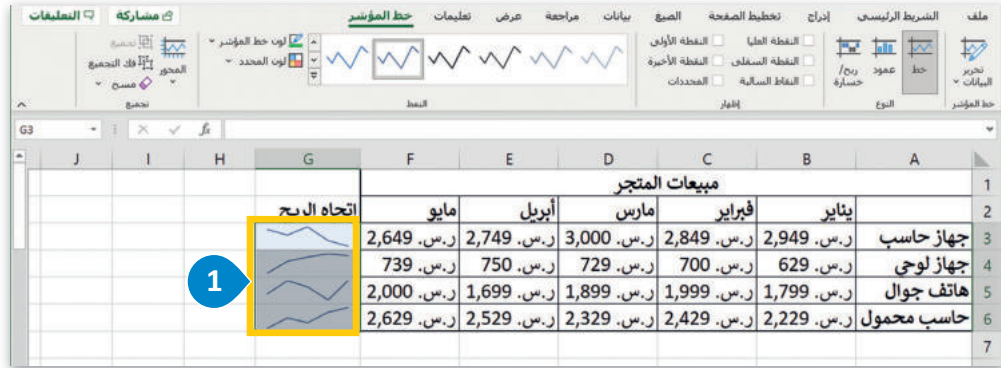 ملف الشريط الرئيسي إدراج تخطيط الصفحة الصيغ بيانات مراجعة عرض تعليمات خط المؤشر مشاركة التعليقات
تحرير البيانات
خط
عمود
ربح/ خسارة
النقطة العليا
النقطة السفلى
النقاط السالبة
النقطة الأولى
النقطة الأخيرة
المحددات
لون خط المؤشر
لون المحدد
المحور
تجميع
فك التجميع
مسح
خط المؤشر النوع إظهار النمط تجميع
G3 fx
A B C D E F G H I J
1 مبيعات المتجر
2 يناير فبراير مارس أبريل مايو اتجاه الربح
3 جهاز حاسب ر.س. 2,949 ر.س. 2,849 ر.س. 3,000 ر.س. 2,749 ر.س. 2,649
4 جهاز لوحي ر.س. 629 ر.س. 700 ر.س. 729 ر.س. 750 ر.س. 739
5 هاتف جوال ر.س. 1,799 ر.س. 1,999 ر.س. 1,899 ر.س. 1,699 ر.س. 2,000
6 حاسب محمول ر.س. 2,229 ر.س. 2,429 ر.س. 2,329 ر.س. 2,529 ر.س. 2,629
7
1